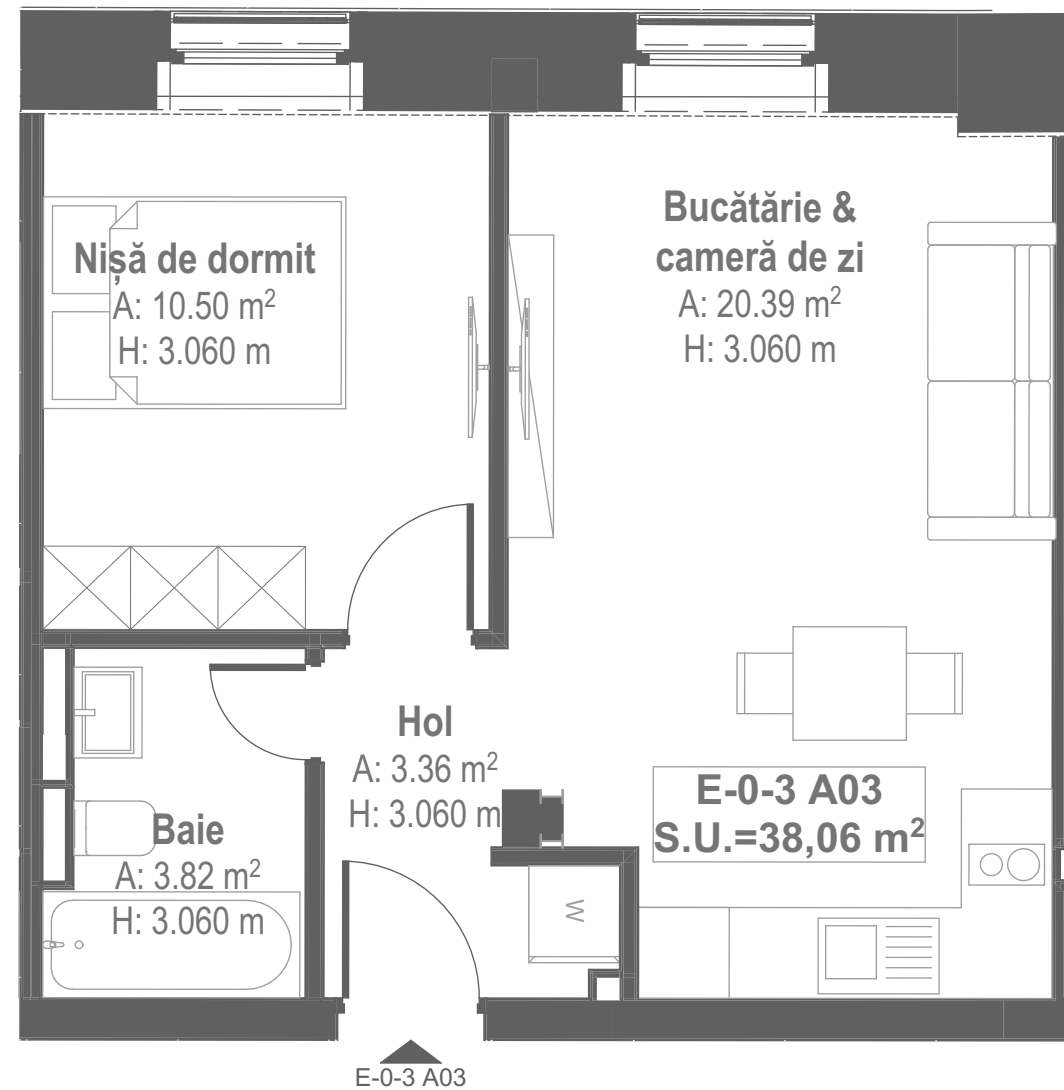 Nișă de dormit
A: 10.50 m²
H: 3.060 m
Bucătărie &
cameră de zi
A: 20.39 m²
H: 3.060 m
Hol
A: 3.36 m²
H: 3.060 m
E-0-3 A03
S.U.=38,06 m²
Baie
A: 3.82 m²
H: 3.060 m
W
E-0-3 A03